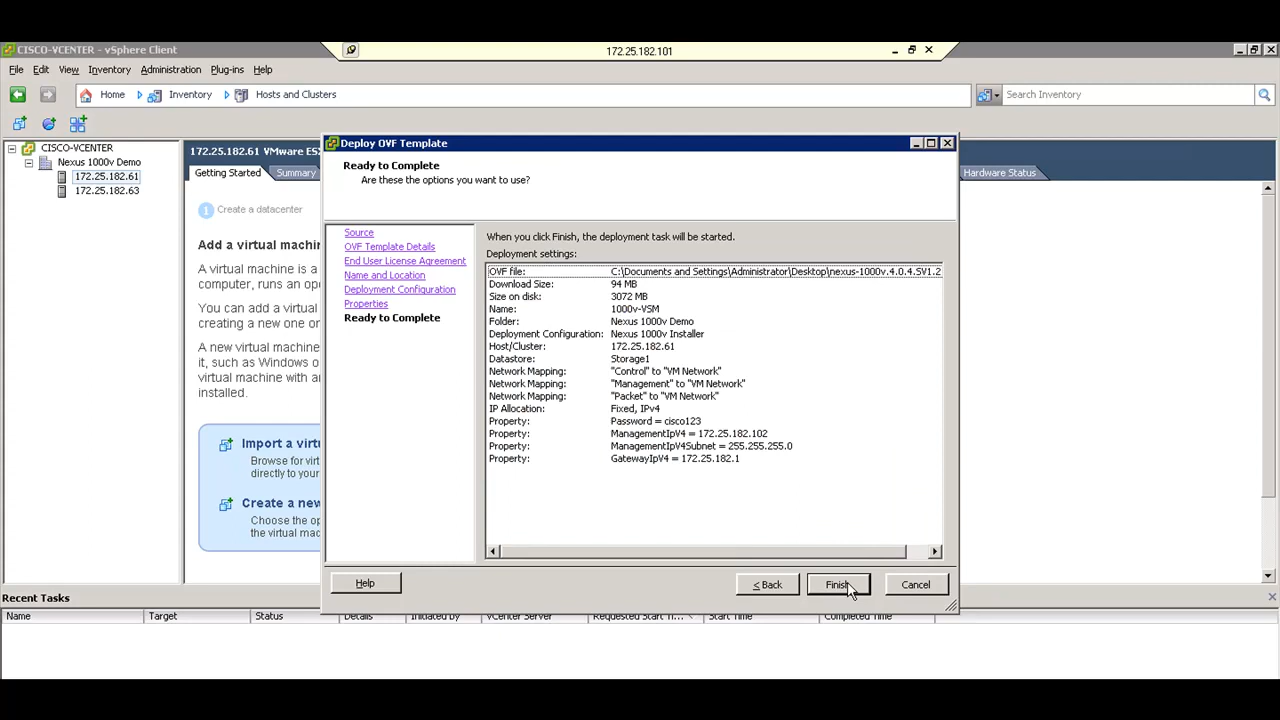 CISCO-VCENTER - vSphere Client
172.25.182.101
File Edit View Inventory Administration Plug-ins Help
Home Inventory Hosts and Clusters
Search Inventory
CISCO-VCENTER
Nexus 1000v Demo
172.25.182.61
172.25.182.63
172.25.182.61 VMware ES
Getting Started Summary
Hardware Status
1 Create a datacenter
Add a virtual machin
A virtual machine is a
computer, runs an ope
You can add a virtual
creating a new one or
A new virtual machine
it, such as Windows o
virtual machine with a
installed.
Import a virtu
Browse for virt
directly to your
Create a new
Choose the op
the virtual mac
Deploy OVF Template
Ready to Complete
Are these the options you want to use?
Source
OVF Template Details
End User License Agreement
Name and Location
Deployment Configuration
Properties
Ready to Complete
When you click Finish, the deployment task will be started.
Deployment settings:
OVF file: C:\Documents and Settings\Administrator\Desktop\nexus-1000v.4.0.4.SV1.2
Download Size: 94 MB
Size on disk: 3072 MB
Name: 1000v-VSM
Folder: Nexus 1000v Demo
Deployment Configuration: Nexus 1000v Installer
Host/Cluster: 172.25.182.61
Datastore: Storage1
Network Mapping: "Control" to "VM Network"
Network Mapping: "Management" to "VM Network"
Network Mapping: "Packet" to "VM Network"
IP Allocation: Fixed, IPv4
Property: Password = cisco123
Property: ManagementIpV4 = 172.25.182.102
Property: ManagementIpV4Subnet = 255.255.255.0
Property: GatewayIpV4 = 172.25.182.1
Help < Back Finish Cancel
Recent Tasks
Name Target Status Details Initiated by vCenter Server Requested Start Ti... Start Time Completed Time